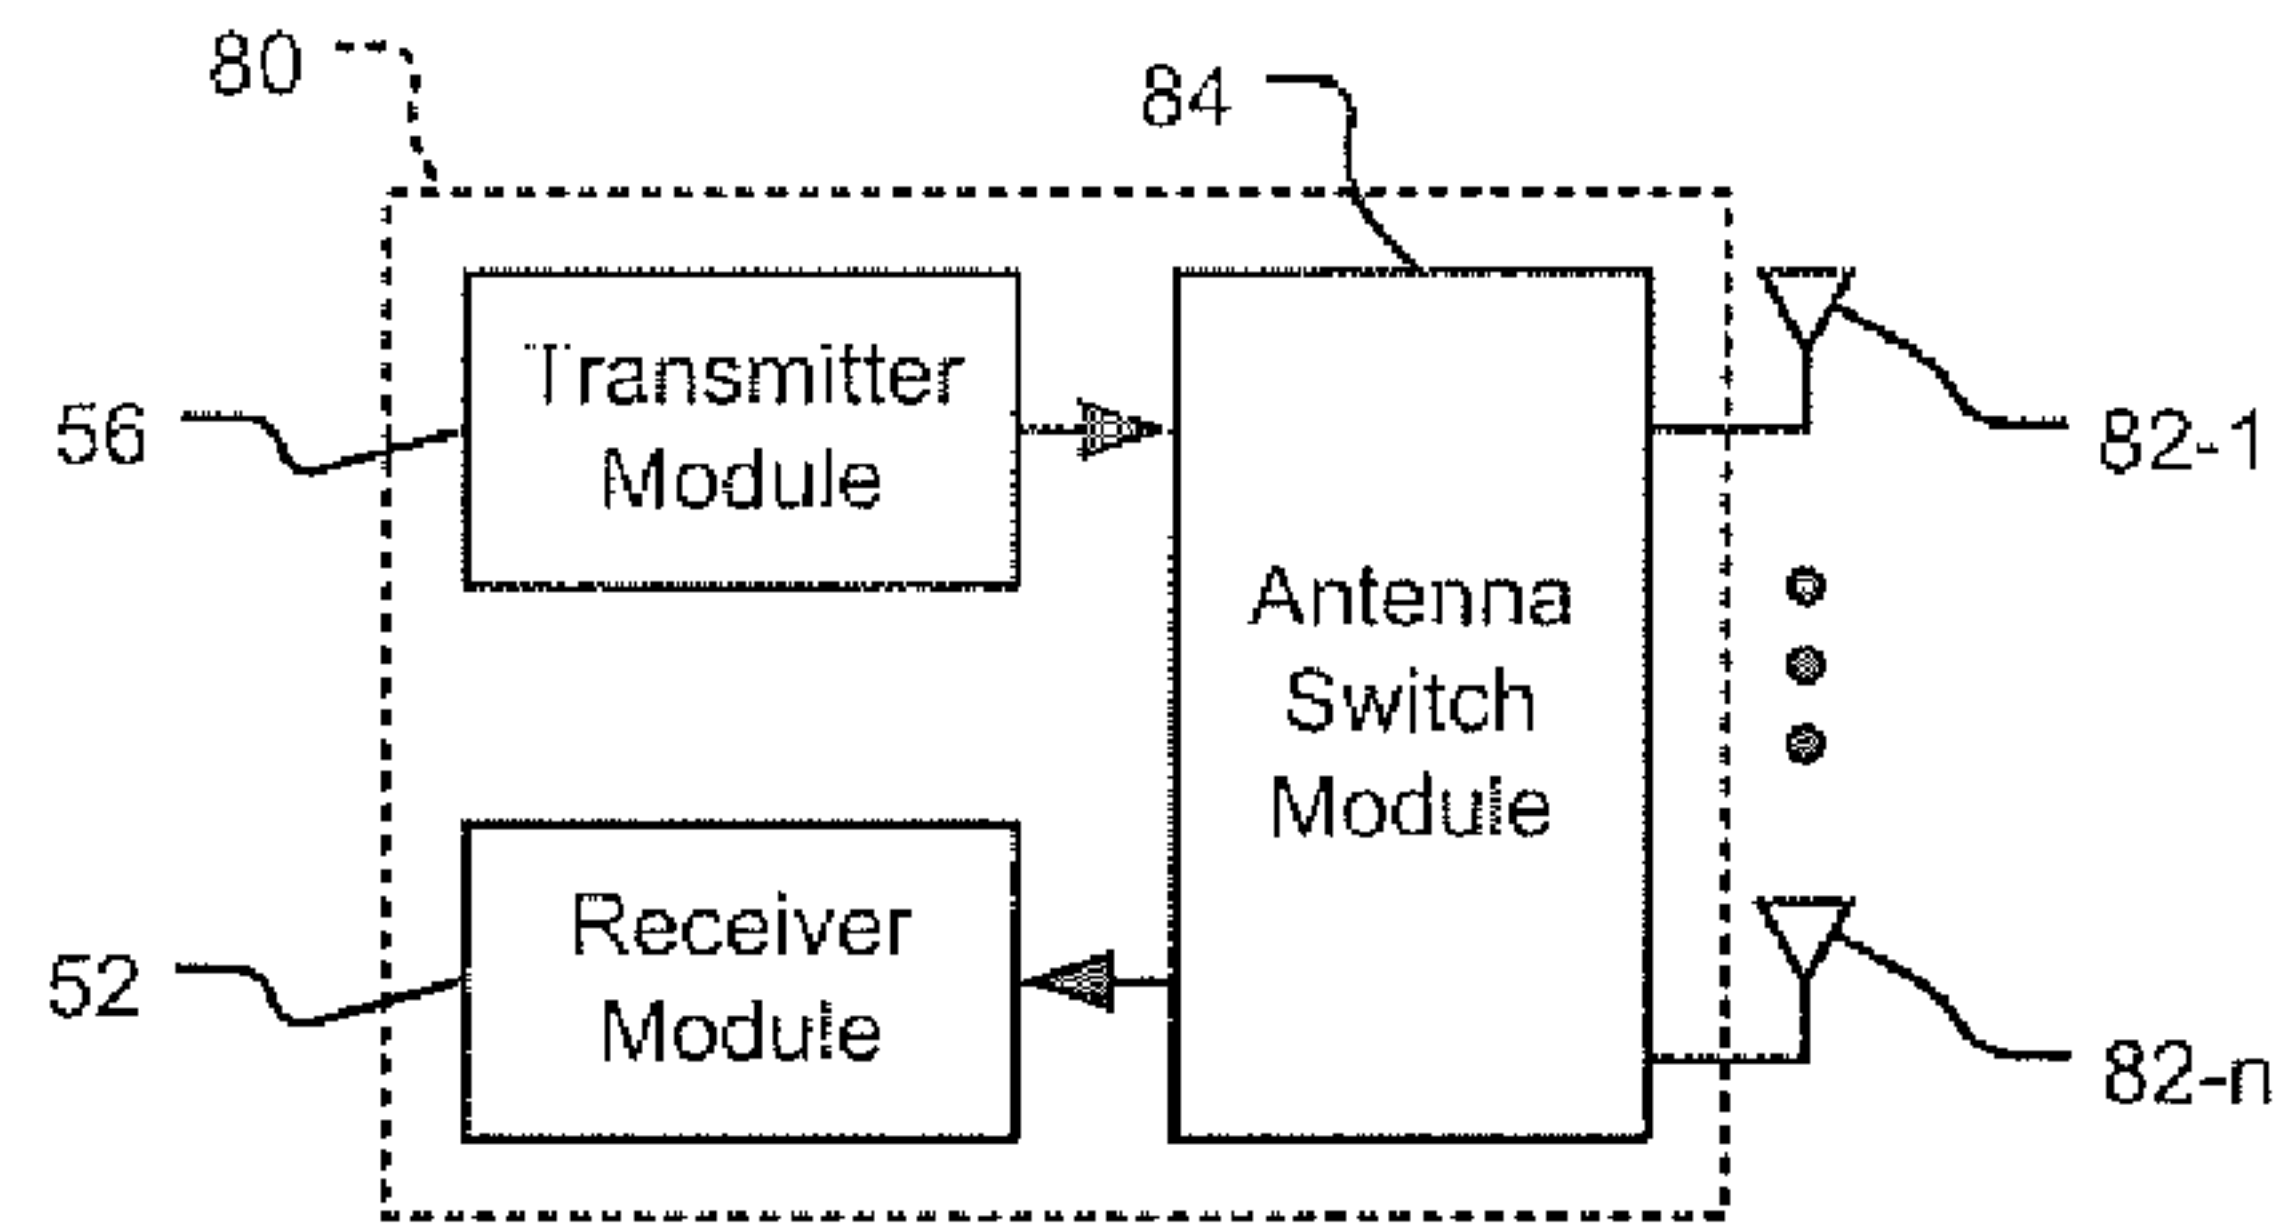 80
84
Transmitter
Module
56
82-1
Antenna
Switch
Module
Receiver
Module
52
82-n